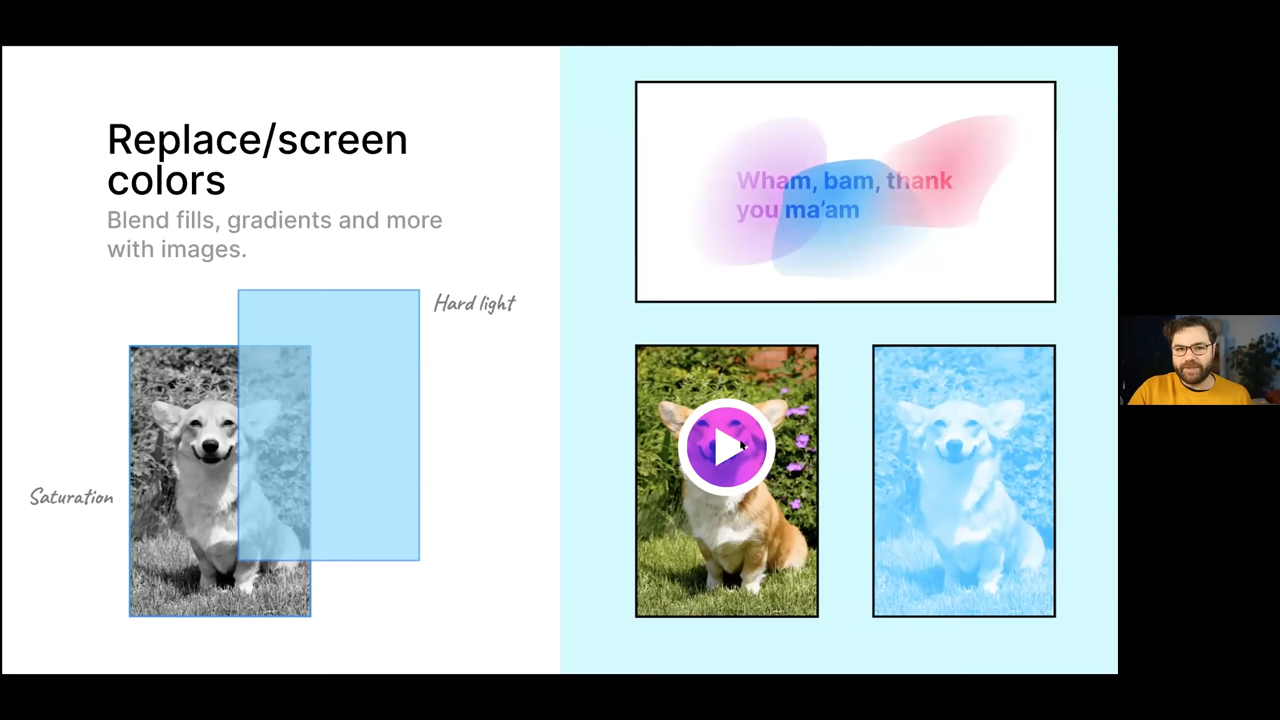 Replace/screen
colors
Blend fills, gradients and more
with images.
Hard light
Saturation
Wham, bam, thank
you ma’am